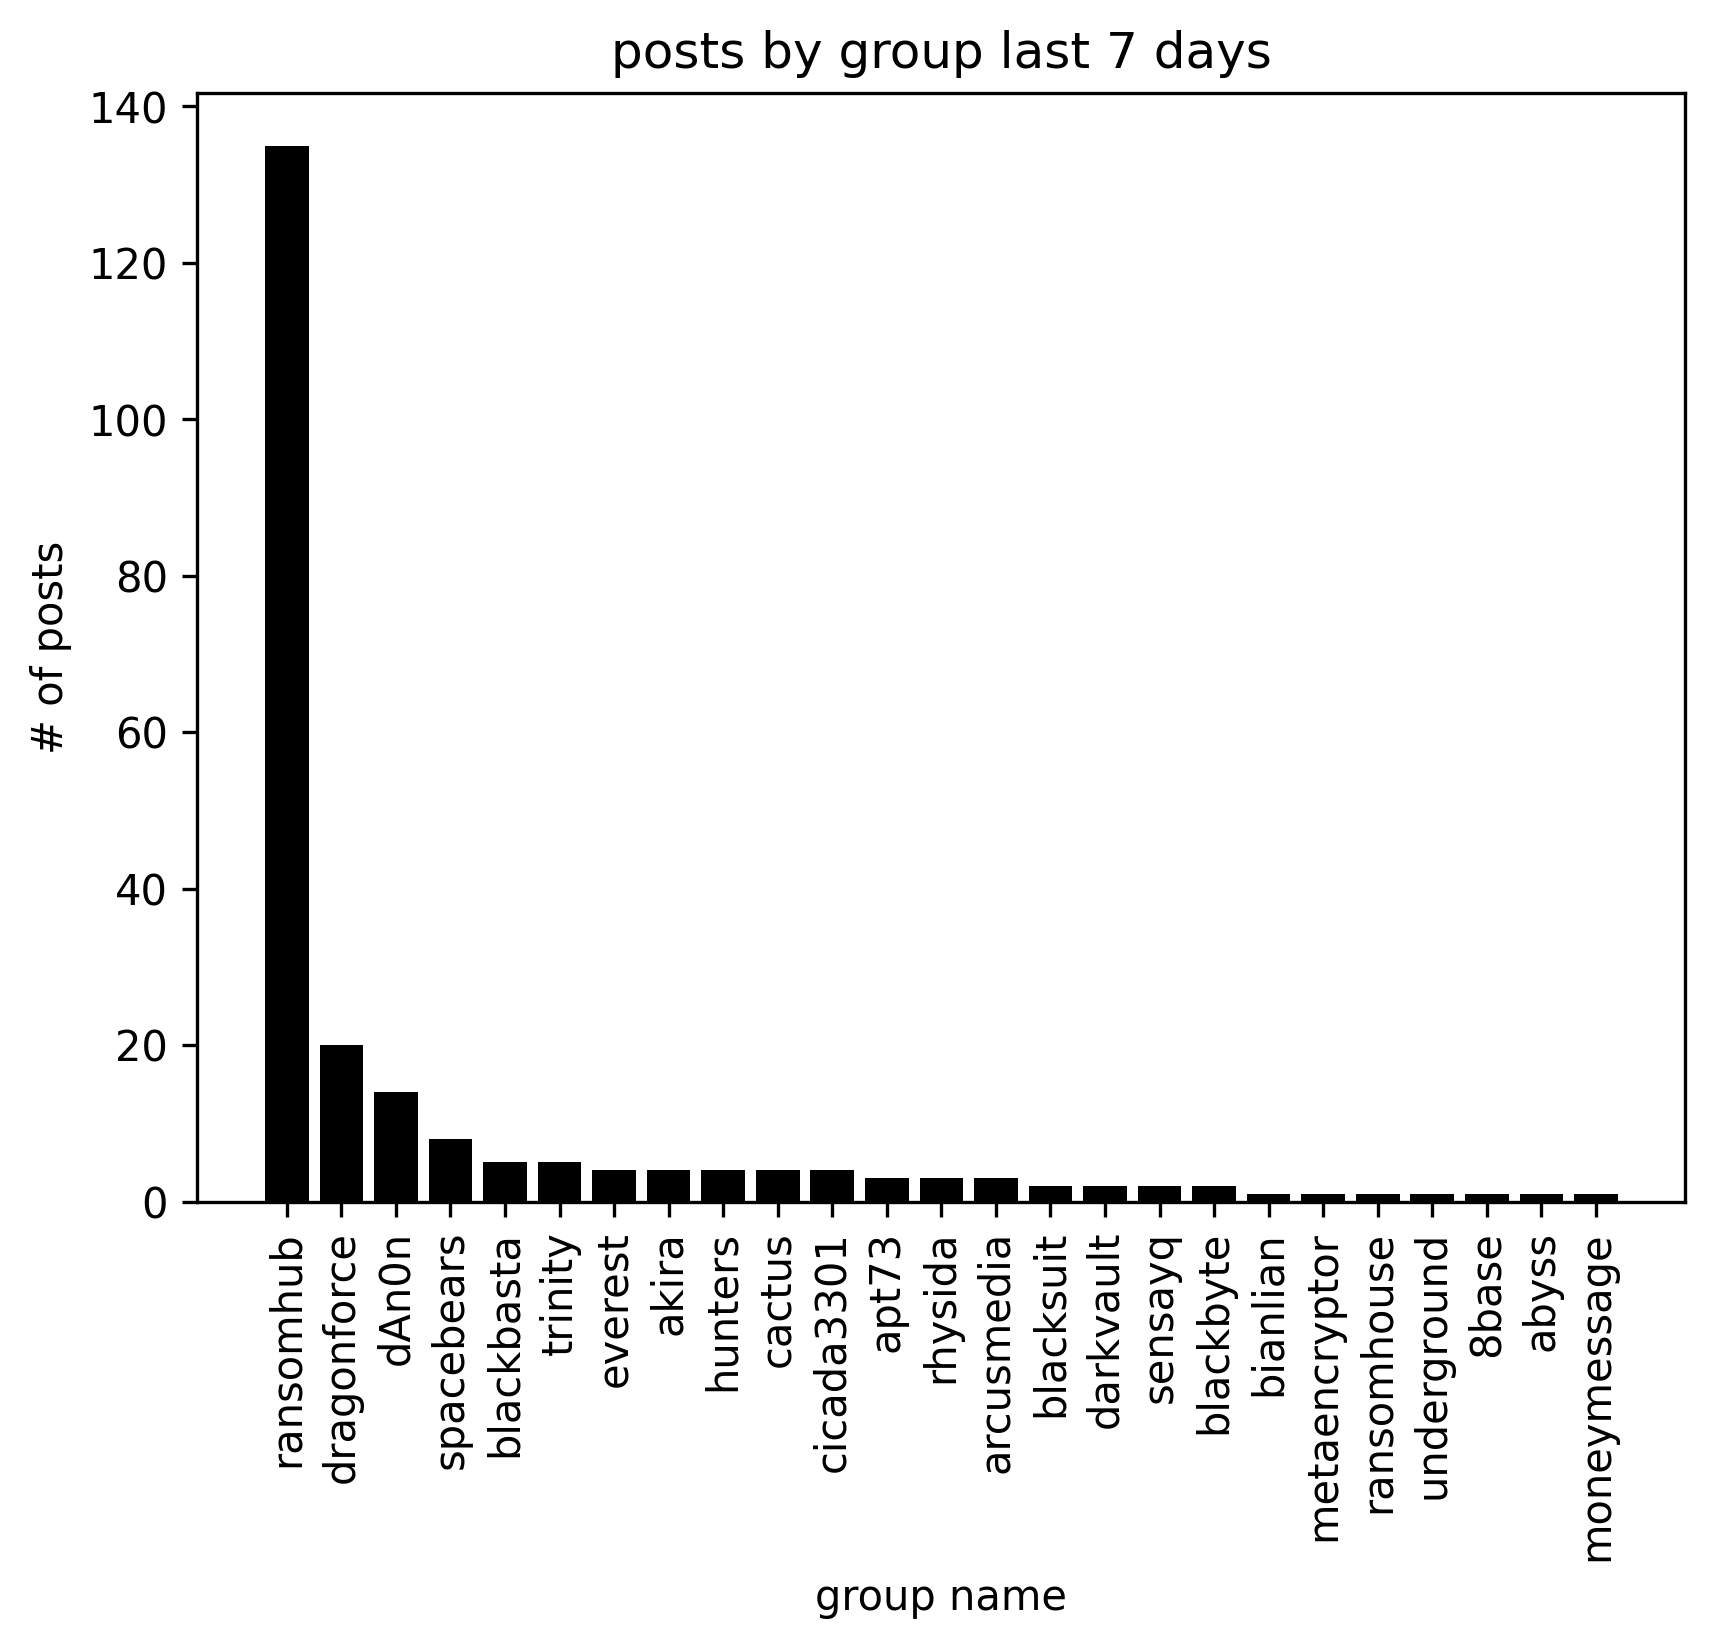 posts by group last 7 days
140
120
100
80
60
40
20
0
# of posts
ransomhub
dragonforce
dAn0n
spacebears
blackbasta
trinity
everest
akira
hunters
cactus
cicada3301
apt73
rhysida
arcusmedia
blacksuit
darkvault
sensayq
blackbyte
bianlian
metaencryptor
ransomhouse
underground
8base
abyss
moneymessage
group name